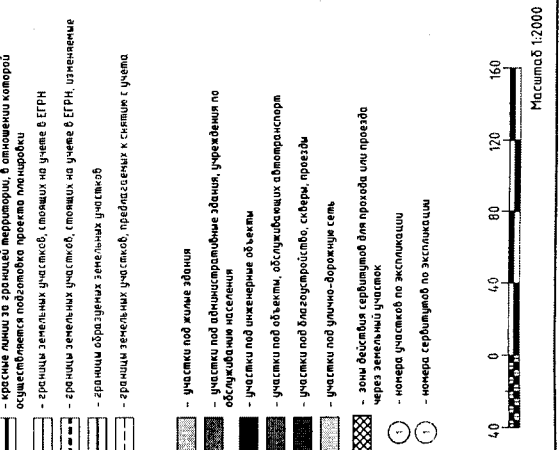 - красные линии за границей территории, в отношении которой
осуществляется подготовка проекта планировки
- границы земельных участков, стоящих на учете в ЕГРН
- границы земельных участков, стоящих на учете в ЕГРН, изменяемые
- границы образуемых земельных участков
- границы земельных участков, предлагаемых к снятию с учета
- участки под жилые здания
- участки под административные здания, учреждения по
обслуживанию населения
- участки под инженерные объекты
- участки под объекты, обслуживающих автотранспорт
- участки под благоустройство, скверы, проезды
- участки под улично-дорожную сеть
- зоны действия сервитутов для прохода или проезда
через земельный участок
1 - номера участков по экспликации
1 - номера сервитутов по экспликации
40 0 40 80 120 160
Масштаб 1:2000